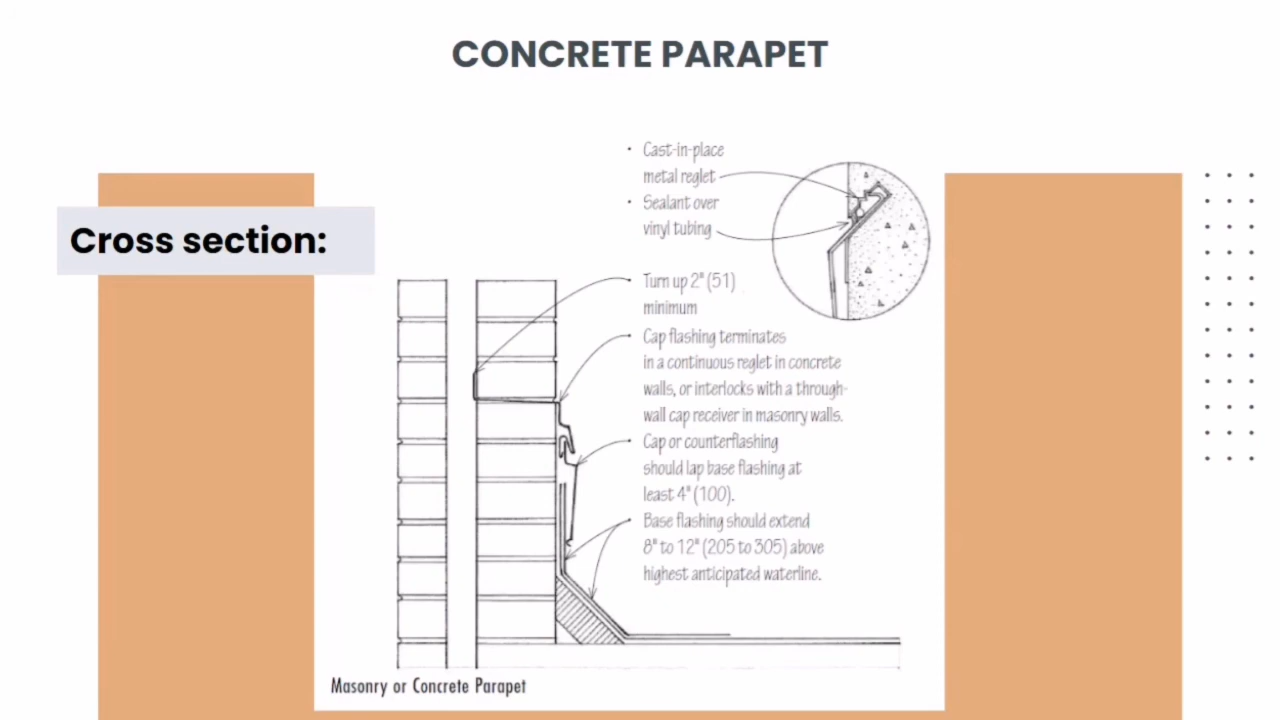 CONCRETE PARAPET
Cross section:
• Cast-in-place
metal reglet
• Sealant over
vinyl tubing
• Turn up 2" (51)
minimum
• Cap flashing terminates
in a continuous reglet in concrete
walls, or interlocks with a through-
wall cap receiver in masonry walls.
• Cap or counterflashing
should lap base flashing at
least 4" (100).
• Base flashing should extend
8" to 12" (205 to 305) above
highest anticipated waterline.
Masonry or Concrete Parapet